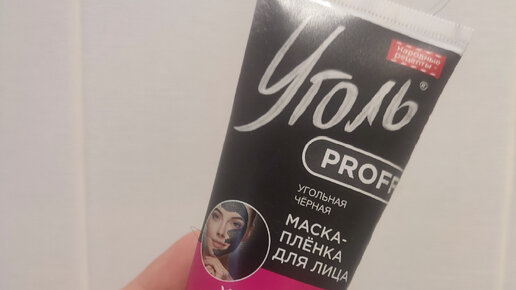 Народные
рецепты
Уголь®
PROFF
УГОЛЬНАЯ
ЧЁРНАЯ
МАСКА-
ПЛЁНКА
ДЛЯ ЛИЦА